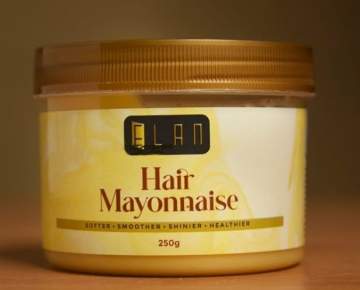 ELAN
Hair
Mayonnaise
SOFTER • SMOOTHER • SHINIER • HEALTHIER
250g